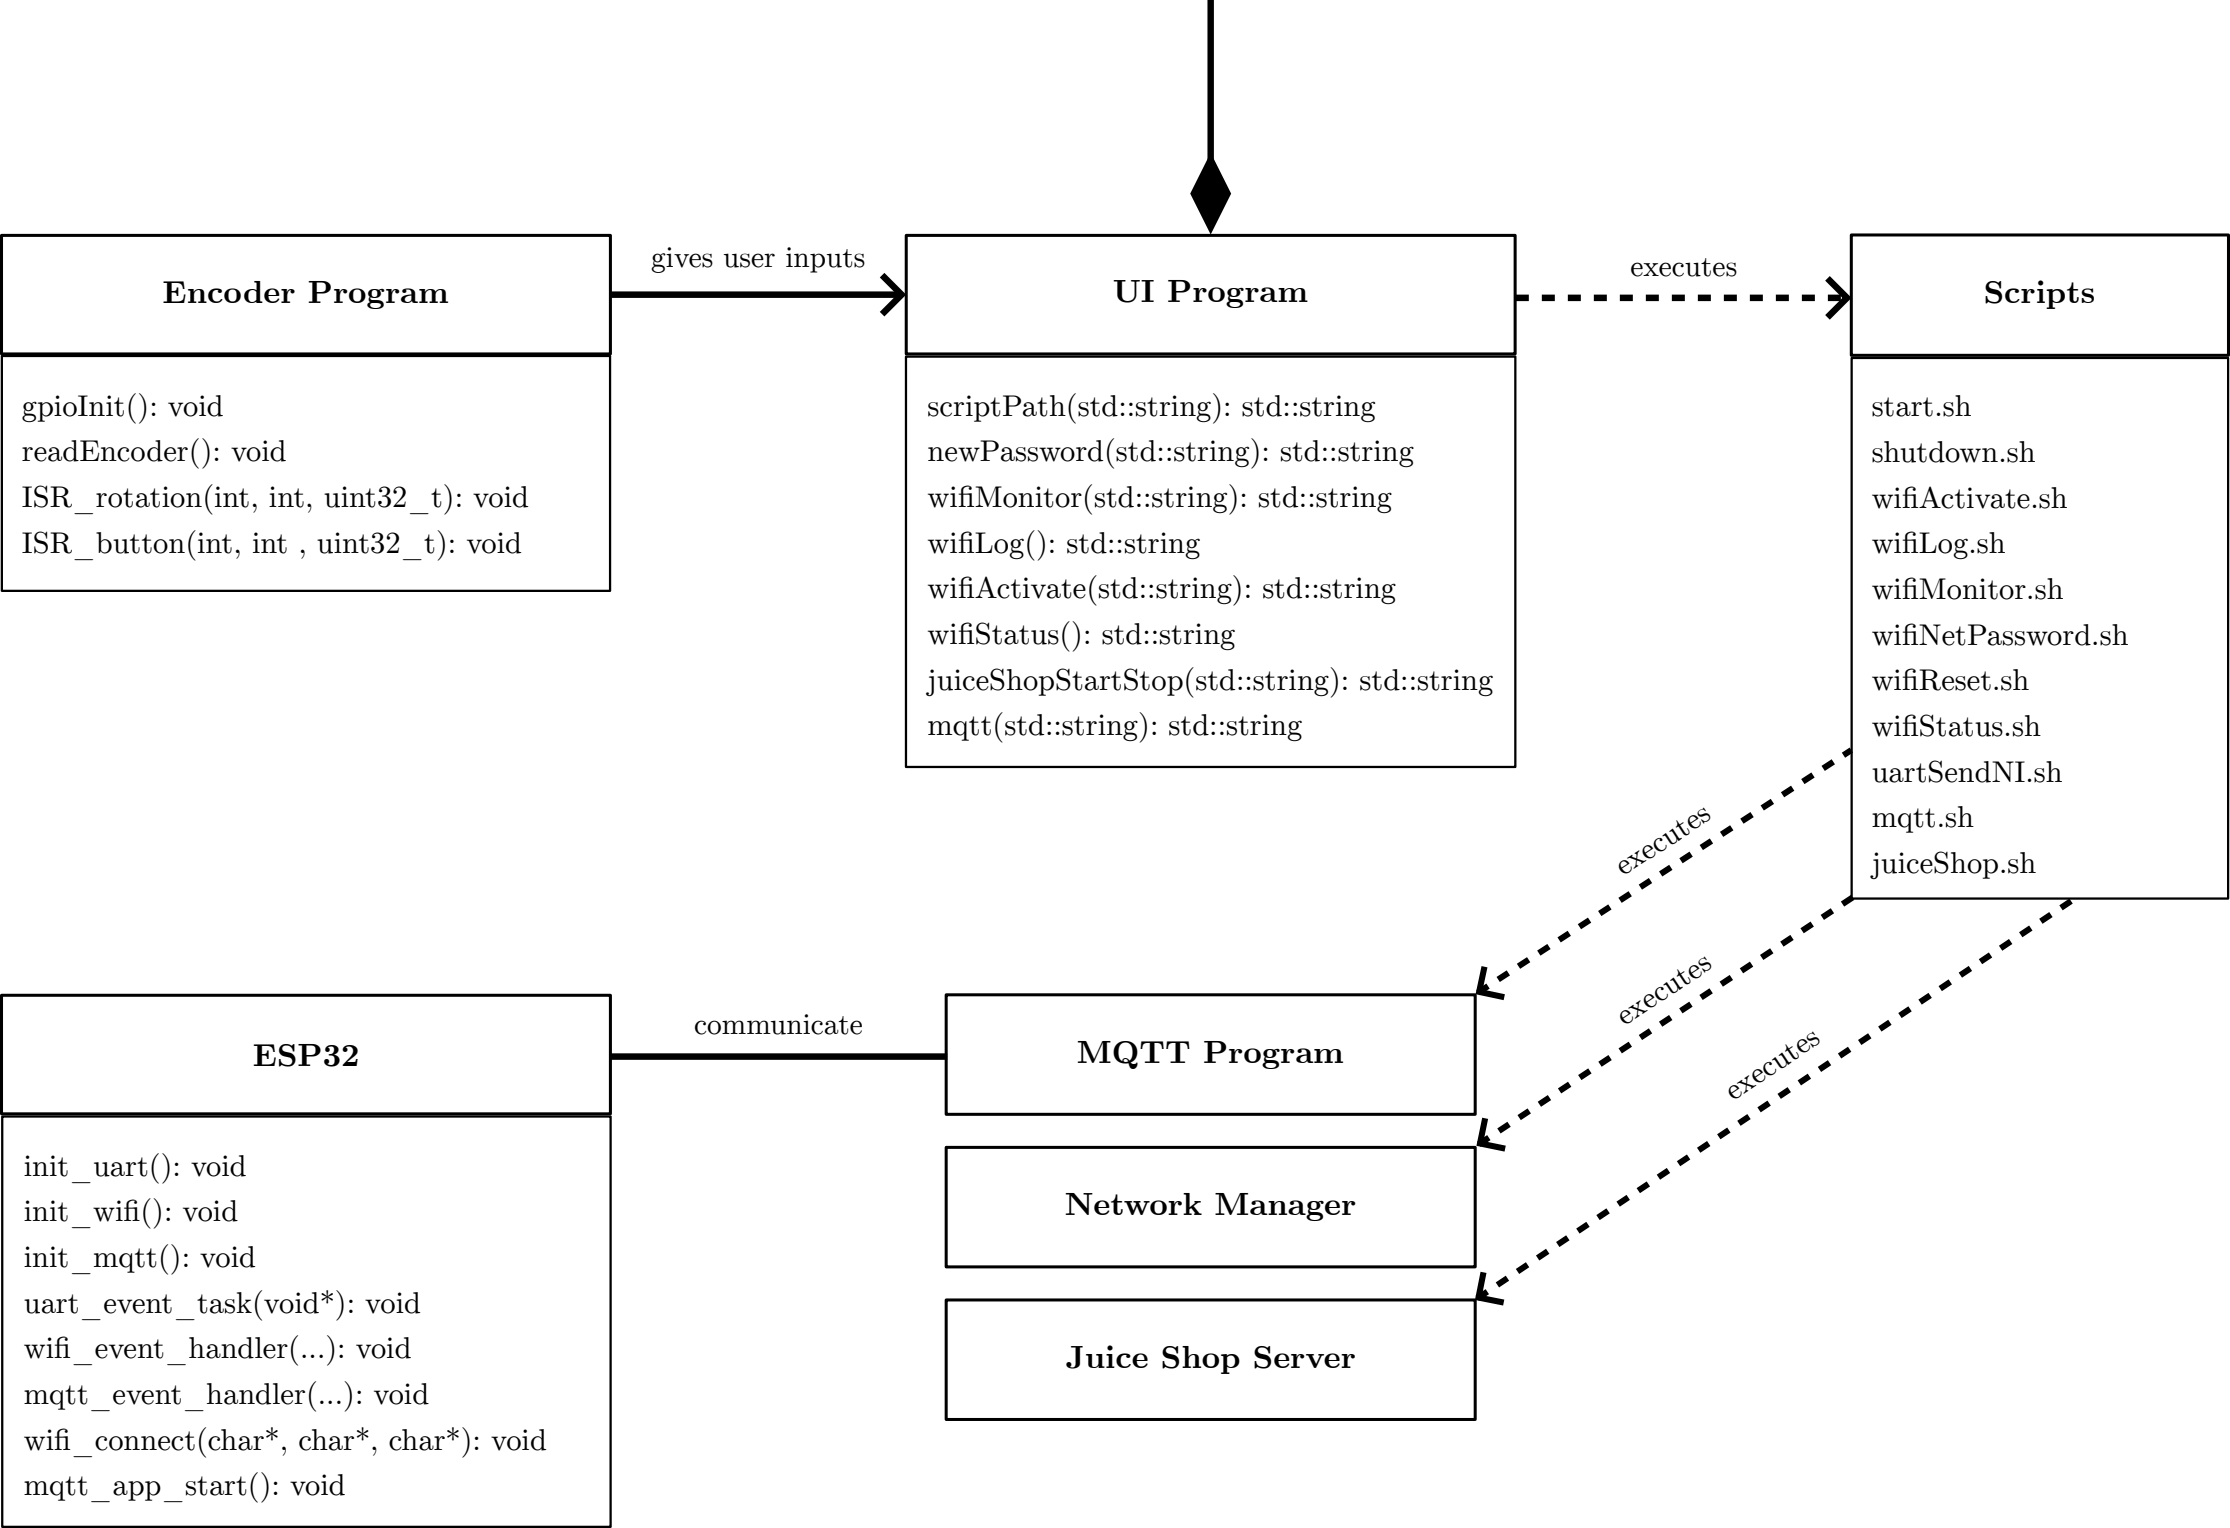 Encoder Program
gpioInit(): void
readEncoder(): void
ISR_rotation(int, int, uint32_t): void
ISR_button(int, int , uint32_t): void
gives user inputs
UI Program
scriptPath(std::string): std::string
newPassword(std::string): std::string
wifiMonitor(std::string): std::string
wifiLog(): std::string
wifiActivate(std::string): std::string
wifiStatus(): std::string
juiceShopStartStop(std::string): std::string
mqtt(std::string): std::string
executes
Scripts
start.sh
shutdown.sh
wifiActivate.sh
wifiLog.sh
wifiMonitor.sh
wifiNetPassword.sh
wifiReset.sh
wifiStatus.sh
uartSendNI.sh
mqtt.sh
juiceShop.sh
executes
executes
executes
ESP32
init_uart(): void
init_wifi(): void
init_mqtt(): void
uart_event_task(void*): void
wifi_event_handler(...): void
mqtt_event_handler(...): void
wifi_connect(char*, char*, char*): void
mqtt_app_start(): void
communicate
MQTT Program
Network Manager
Juice Shop Server